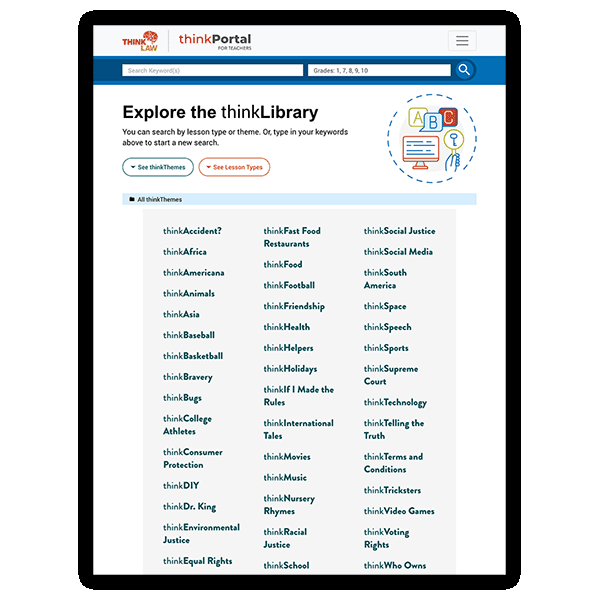 THINK
LAW
thinkPortal
FOR TEACHERS
Search Keyword(s)
Grades: 1, 7, 8, 9, 10
Explore the thinkLibrary
You can search by lesson type or theme. Or, type in your keywords
above to start a new search.
See thinkThemes
See Lesson Types
A
B
C
All thinkThemes
thinkAccident?
thinkAfrica
thinkAmericana
thinkAnimals
thinkAsia
thinkBaseball
thinkBasketball
thinkBravery
thinkBugs
thinkCollege
Athletes
thinkConsumer
Protection
thinkDIY
thinkDr. King
thinkEnvironmental
Justice
thinkEqual Rights
thinkFast Food
Restaurants
thinkFood
thinkFootball
thinkFriendship
thinkHealth
thinkHelpers
thinkHolidays
thinkIf I Made the
Rules
thinkInternational
Tales
thinkMovies
thinkMusic
thinkNursery
Rhymes
thinkRacial
Justice
thinkSchool
thinkSocial Justice
thinkSocial Media
thinkSouth
America
thinkSpace
thinkSpeech
thinkSports
thinkSupreme
Court
thinkTechnology
thinkTelling the
Truth
thinkTerms and
Conditions
thinkTricksters
thinkVideo Games
thinkVoting
Rights
thinkWho Owns